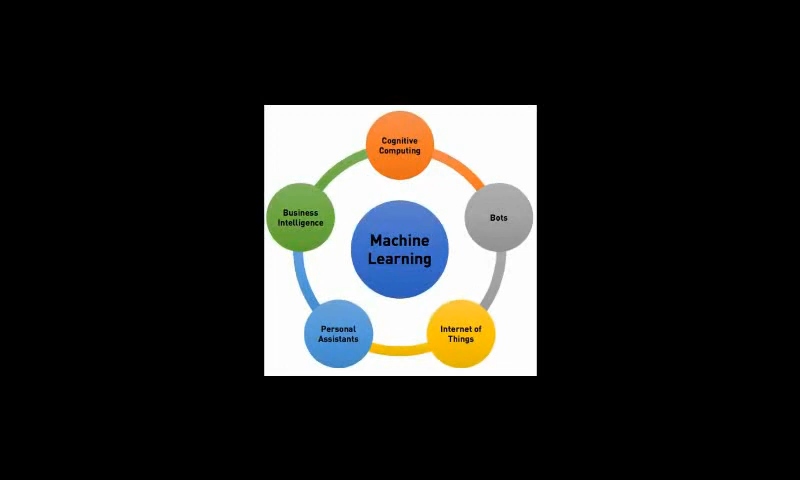 Cognitive
Computing
Business
Intelligence
Bots
Machine
Learning
Personal
Assistants
Internet of
Things